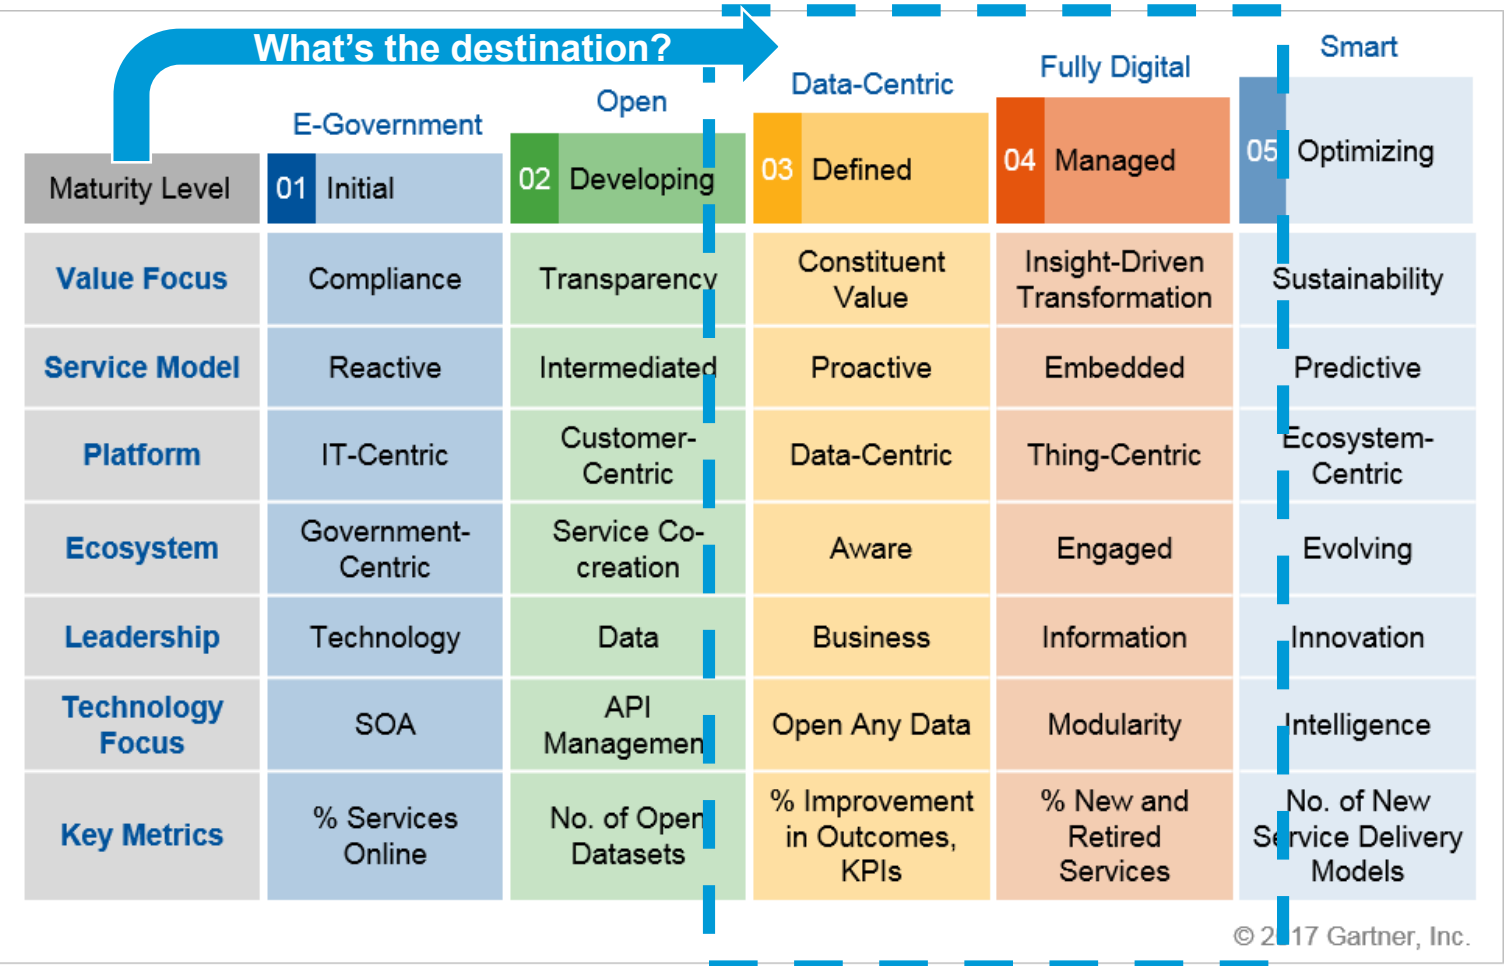 What's the destination?
Smart
Fully Digital
Data-Centric
Open
E-Government
Maturity Level
01 Initial
02 Developing
03 Defined
04 Managed
05 Optimizing
Value Focus
Compliance
Transparency
Constituent
Value
Insight-Driven
Transformation
Sustainability
Service Model
Reactive
Intermediated
Proactive
Embedded
Predictive
Platform
IT-Centric
Customer-
Centric
Data-Centric
Thing-Centric
Ecosystem-
Centric
Ecosystem
Government-
Centric
Service Co-
creation
Aware
Engaged
Evolving
Leadership
Technology
Data
Business
Information
Innovation
Technology
Focus
SOA
API
Management
Open Any Data
Modularity
Intelligence
Key Metrics
% Services
Online
No. of Open
Datasets
% Improvement
in Outcomes,
KPIs
% New and
Retired
Services
No. of New
Service Delivery
Models
© 2017 Gartner, Inc.